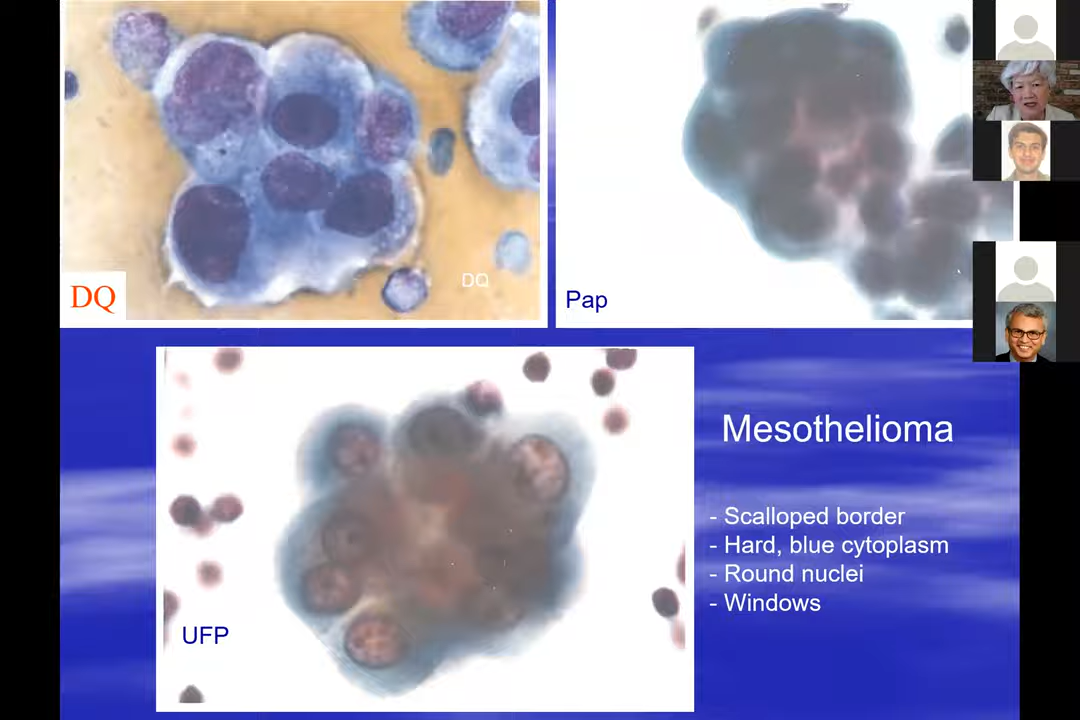 DQ
DQ
Pap
UFP
Mesothelioma
- Scalloped border
- Hard, blue cytoplasm
- Round nuclei
- Windows